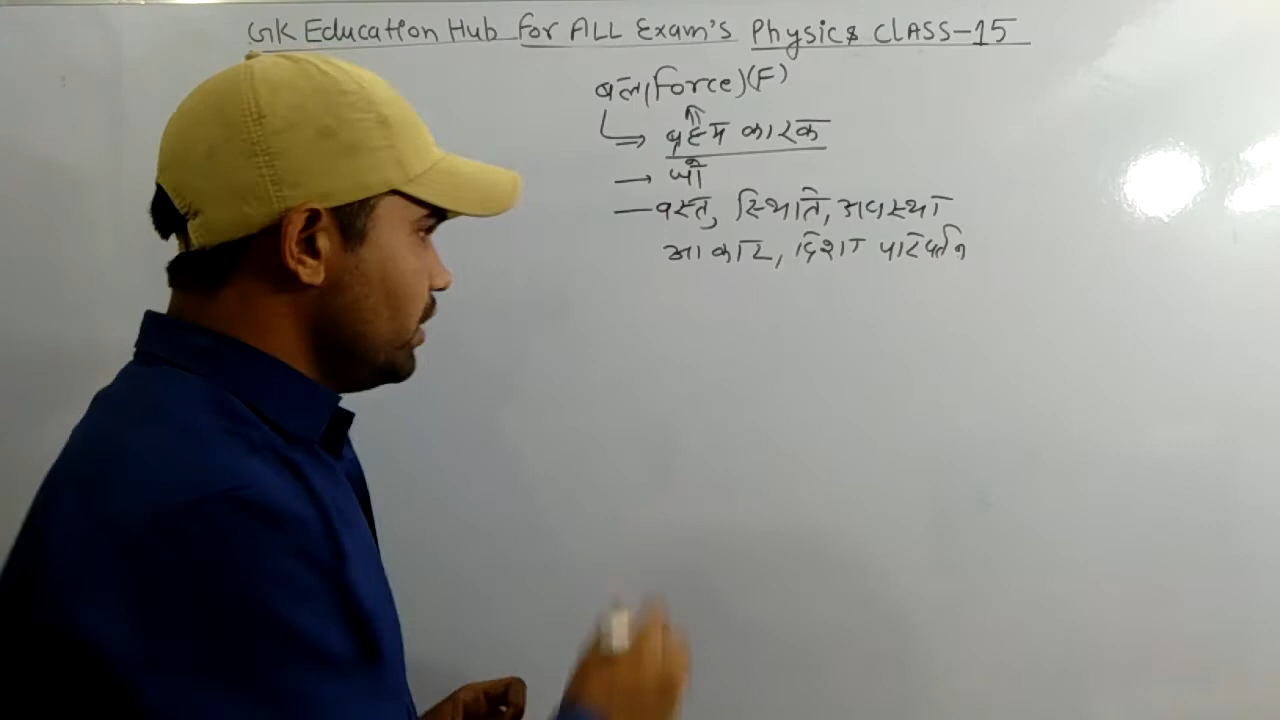 GK Education Hub For ALL Exam's Physics CLASS-15
बल(Force)(F)
→ वृह्म कारक
→ जो
— वस्तु, स्थिति, अवस्था
आकार, दिशा परिवर्तन